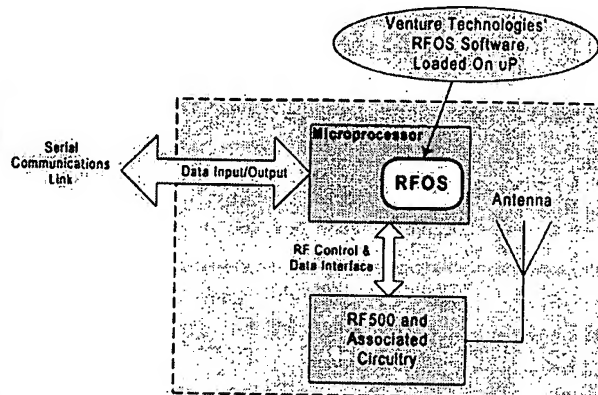 Venture Technologies'
RFOS Software
Loaded On uP
Microprocessor
RFOS
Serial
Communications
Link
Data Input/Output
Antenna
RF Control &
Data Interface
RF500 and
Associated
Circuitry